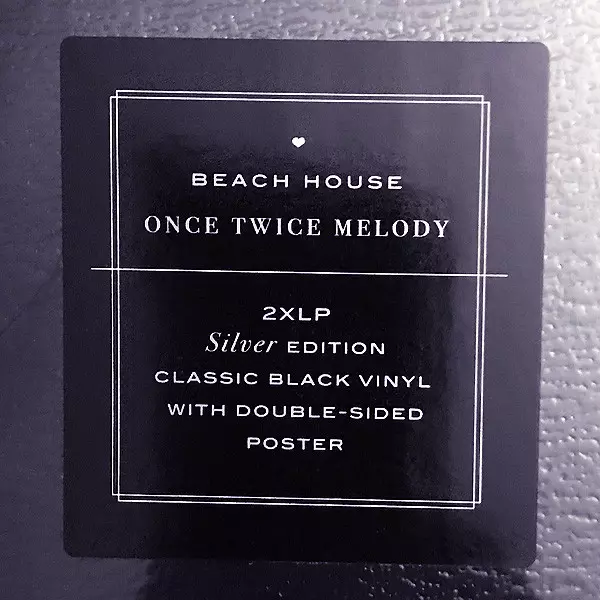 BEACH HOUSE
ONCE TWICE MELODY
2XLP
Silver EDITION
CLASSIC BLACK VINYL
WITH DOUBLE-SIDED
POSTER